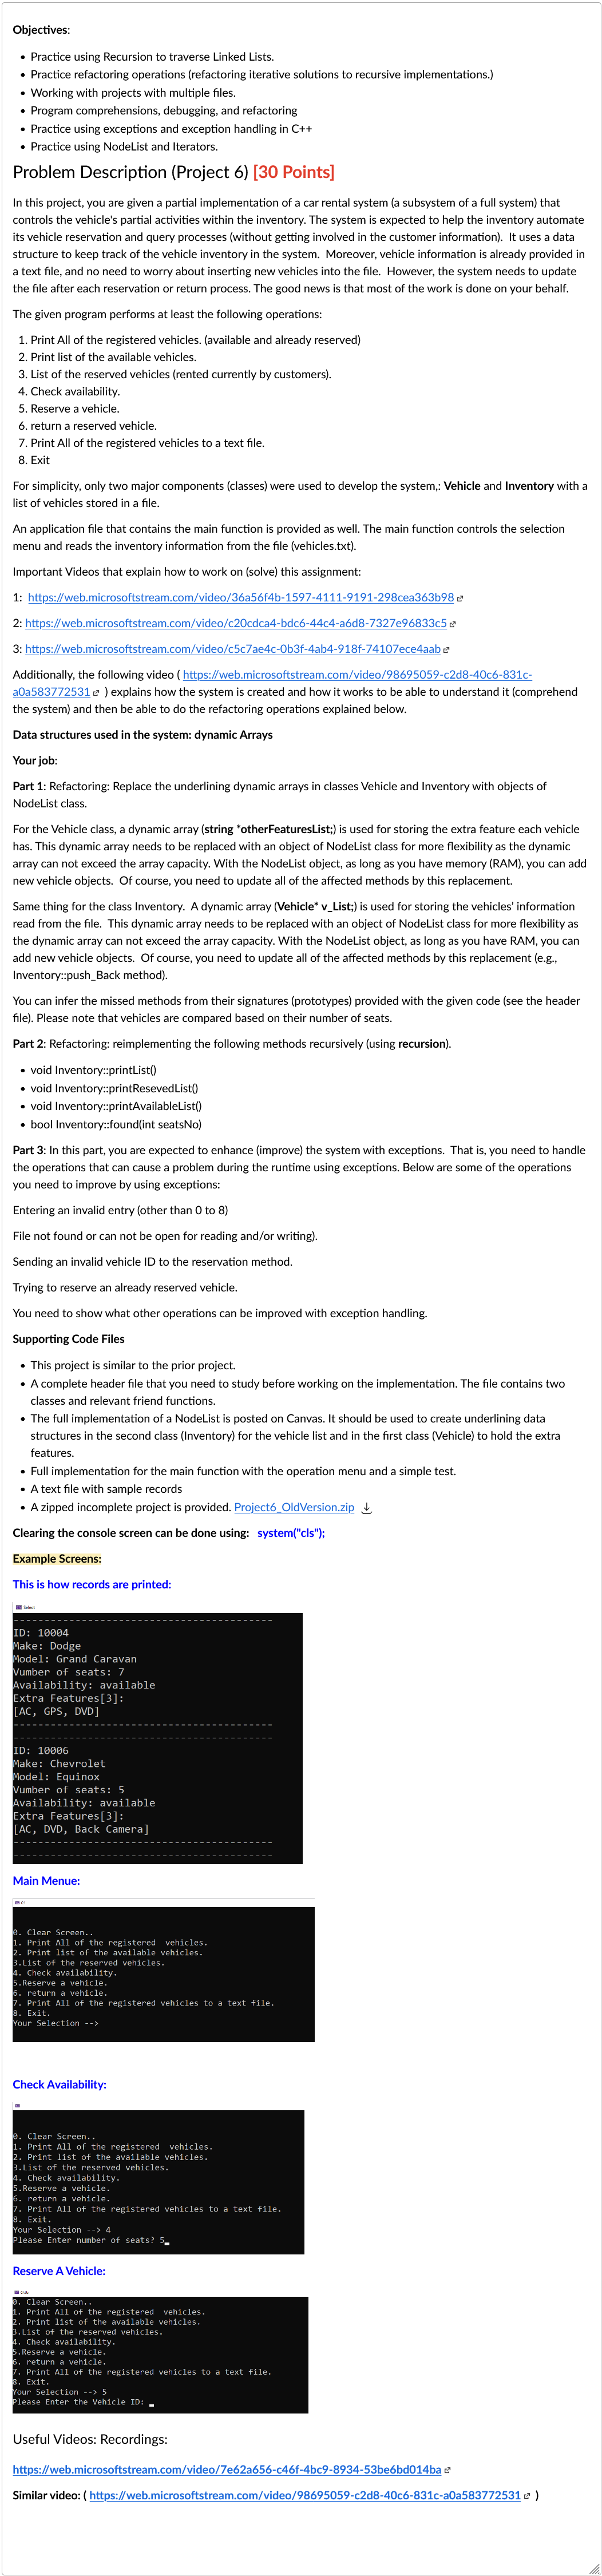 Objectives:
• Practice using Recursion to traverse Linked Lists.
• Practice refactoring operations (refactoring iterative solutions to recursive implementations.)
• Working with projects with multiple files.
• Program comprehensions, debugging, and refactoring
• Practice using exceptions and exception handling in C++
• Practice using NodeList and Iterators.
Problem Description (Project 6) [30 Points]
In this project, you are given a partial implementation of a car rental system (a subsystem of a full system) that
controls the vehicle's partial activities within the inventory. The system is expected to help the inventory automate
its vehicle reservation and query processes (without getting involved in the customer information).  It uses a data
structure to keep track of the vehicle inventory in the system.  Moreover, vehicle information is already provided in
a text file, and no need to worry about inserting new vehicles into the file.  However, the system needs to update
the file after each reservation or return process. The good news is that most of the work is done on your behalf.
The given program performs at least the following operations:
1. Print All of the registered vehicles. (available and already reserved)
2. Print list of the available vehicles.
3. List of the reserved vehicles (rented currently by customers).
4. Check availability.
5. Reserve a vehicle.
6. return a reserved vehicle.
7. Print All of the registered vehicles to a text file.
8. Exit
For simplicity, only two major components (classes) were used to develop the system,: Vehicle and Inventory with a
list of vehicles stored in a file.
An application file that contains the main function is provided as well. The main function controls the selection
menu and reads the inventory information from the file (vehicles.txt).
Important Videos that explain how to work on (solve) this assignment:
1:  https://web.microsoftstream.com/video/36a56f4b-1597-4111-9191-298cea363b98
2: https://web.microsoftstream.com/video/c20cdca4-bdc6-44c4-a6d8-7327e96833c5
3: https://web.microsoftstream.com/video/c5c7ae4c-0b3f-4ab4-918f-74107ece4aab
Additionally, the following video ( https://web.microsoftstream.com/video/98695059-c2d8-40c6-831c-
a0a583772531 ) explains how the system is created and how it works to be able to understand it (comprehend
the system) and then be able to do the refactoring operations explained below.
Data structures used in the system: dynamic Arrays
Your job:
Part 1: Refactoring: Replace the underlining dynamic arrays in classes Vehicle and Inventory with objects of
NodeList class.
For the Vehicle class, a dynamic array (string *otherFeaturesList;) is used for storing the extra feature each vehicle
has. This dynamic array needs to be replaced with an object of NodeList class for more flexibility as the dynamic
array can not exceed the array capacity. With the NodeList object, as long as you have memory (RAM), you can add
new vehicle objects.  Of course, you need to update all of the affected methods by this replacement.
Same thing for the class Inventory.  A dynamic array (Vehicle* v_List;) is used for storing the vehicles' information
read from the file.  This dynamic array needs to be replaced with an object of NodeList class for more flexibility as
the dynamic array can not exceed the array capacity. With the NodeList object, as long as you have RAM, you can
add new vehicle objects.  Of course, you need to update all of the affected methods by this replacement (e.g.,
Inventory::push_Back method).
You can infer the missed methods from their signatures (prototypes) provided with the given code (see the header
file). Please note that vehicles are compared based on their number of seats.
Part 2: Refactoring: reimplementing the following methods recursively (using recursion).
• void Inventory::printList()
• void Inventory::printResevedList()
• void Inventory::printAvailableList()
• bool Inventory::found(int seatsNo)
Part 3: In this part, you are expected to enhance (improve) the system with exceptions.  That is, you need to handle
the operations that can cause a problem during the runtime using exceptions. Below are some of the operations
you need to improve by using exceptions:
Entering an invalid entry (other than 0 to 8)
File not found or can not be open for reading and/or writing).
Sending an invalid vehicle ID to the reservation method.
Trying to reserve an already reserved vehicle.
You need to show what other operations can be improved with exception handling.
Supporting Code Files
• This project is similar to the prior project.
• A complete header file that you need to study before working on the implementation. The file contains two
classes and relevant friend functions.
• The full implementation of a NodeList is posted on Canvas. It should be used to create underlining data
structures in the second class (Inventory) for the vehicle list and in the first class (Vehicle) to hold the extra
features.
• Full implementation for the main function with the operation menu and a simple test.
• A text file with sample records
• A zipped incomplete project is provided. Project6_OldVersion.zip
Clearing the console screen can be done using:   system("cls");
Example Screens:
This is how records are printed:
Select
-----------------------------------------
ID: 10004
Make: Dodge
Model: Grand Caravan
Vumber of seats: 7
Availability: available
Extra Features[3]:
[AC, GPS, DVD]
-----------------------------------------
-----------------------------------------
ID: 10006
Make: Chevrolet
Model: Equinox
Vumber of seats: 5
Availability: available
Extra Features[3]:
[AC, DVD, Back Camera]
-----------------------------------------
-----------------------------------------
Main Menue:
0. Clear Screen..
1. Print All of the registered  vehicles.
2. Print list of the available vehicles.
3.List of the reserved vehicles.
4. Check availability.
5.Reserve a vehicle.
6. return a vehicle.
7. Print All of the registered vehicles to a text file.
8. Exit.
Your Selection -->
Check Availability:
0. Clear Screen..
1. Print All of the registered  vehicles.
2. Print list of the available vehicles.
3.List of the reserved vehicles.
4. Check availability.
5.Reserve a vehicle.
6. return a vehicle.
7. Print All of the registered vehicles to a text file.
8. Exit.
Your Selection --> 4
Please Enter number of seats? 5
Reserve A Vehicle:
0. Clear Screen..
1. Print All of the registered  vehicles.
2. Print list of the available vehicles.
3.List of the reserved vehicles.
4. Check availability.
5.Reserve a vehicle.
6. return a vehicle.
7. Print All of the registered vehicles to a text file.
8. Exit.
Your Selection --> 5
Please Enter the Vehicle ID:
Useful Videos: Recordings:
https://web.microsoftstream.com/video/7e62a656-c46f-4bc9-8934-53be6bd014ba
Similar video: ( https://web.microsoftstream.com/video/98695059-c2d8-40c6-831c-a0a583772531 )